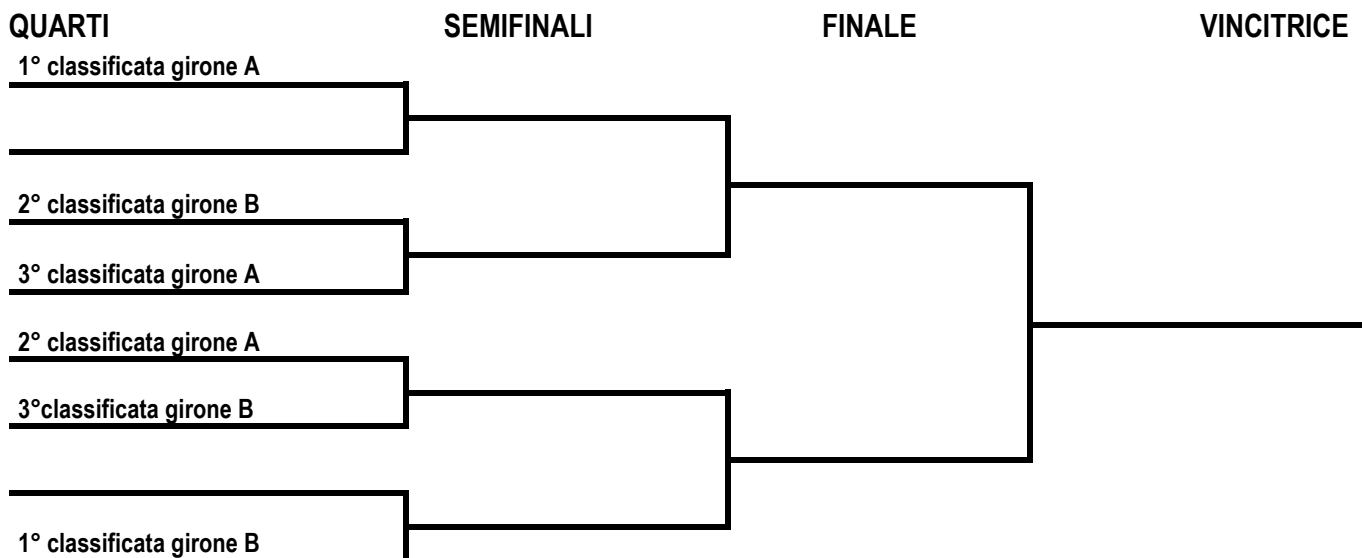 QUARTI SEMIFINALI FINALE VINCITRICE
1° classificata girone A
2° classificata girone B
3° classificata girone A
2° classificata girone A
3°classificata girone B
1° classificata girone B